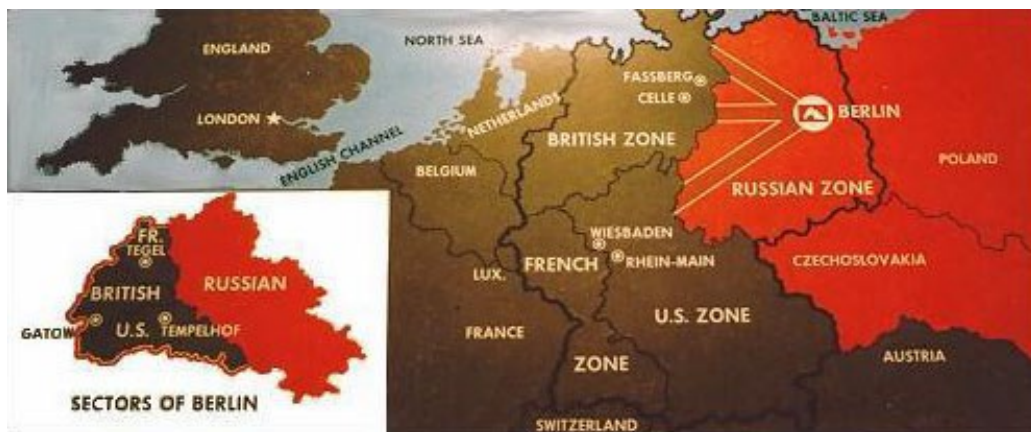 ENGLAND
LONDON
NORTH SEA
BALTIC SEA
ENGLISH CHANNEL
NETHERLANDS
BELGIUM
LUX.
FRANCE
FASSBERG
CELLE
BRITISH ZONE
BERLIN
RUSSIAN ZONE
POLAND
WIESBADEN
RHEIN-MAIN
FRENCH
ZONE
U.S. ZONE
CZECHOSLOVAKIA
AUSTRIA
SWITZERLAND
FR.
TEGEL
BRITISH
RUSSIAN
GATOW
U.S.
TEMPELHOF
SECTORS OF BERLIN